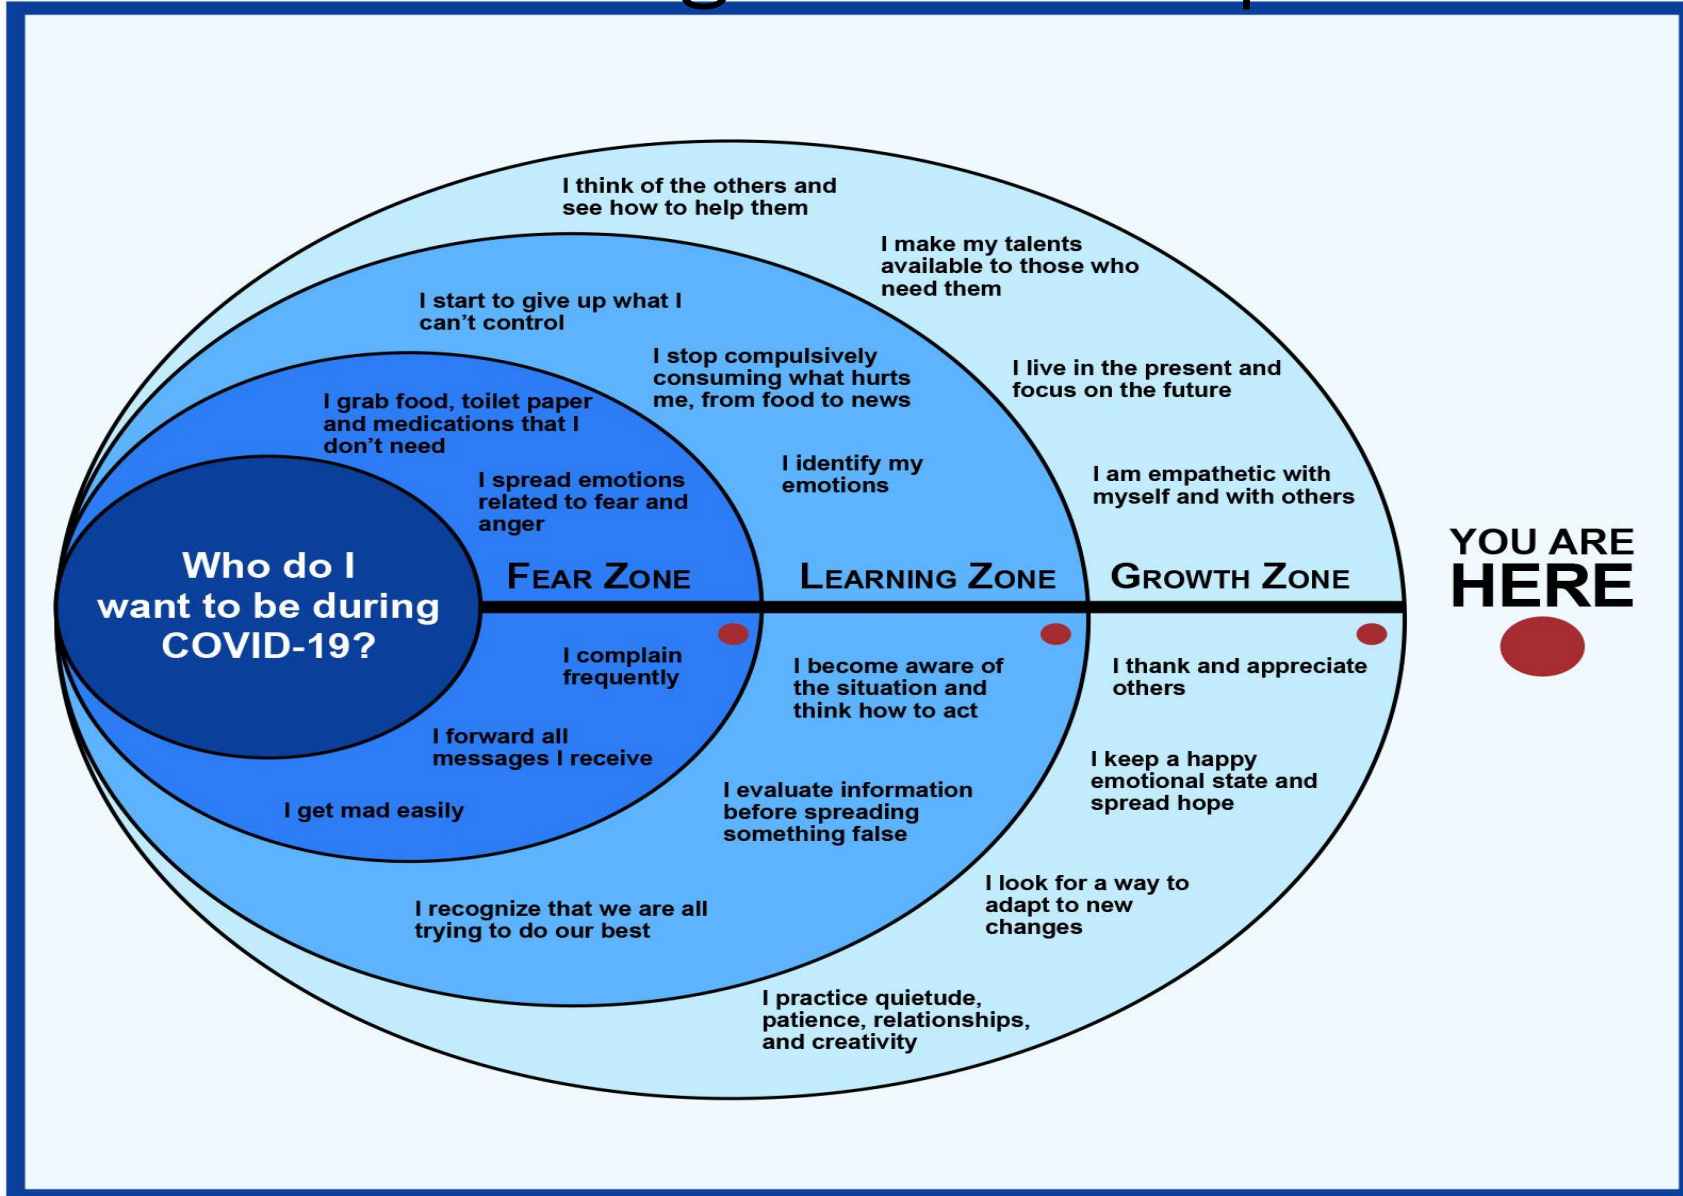 I think of the others and
see how to help them
I make my talents
available to those who
need them
I start to give up what I
can't control
I stop compulsively
consuming what hurts
me, from food to news
I live in the present and
focus on the future
I grab food, toilet paper
and medications that I
don't need
I identify my
emotions
I spread emotions
related to fear and
anger
I am empathetic with
myself and with others
Who do I
want to be during
COVID-19?
FEAR ZONE
LEARNING ZONE
GROWTH ZONE
YOU ARE
HERE
I complain
frequently
I become aware of
the situation and
think how to act
I thank and appreciate
others
I forward all
messages I receive
I keep a happy
emotional state and
spread hope
I get mad easily
I evaluate information
before spreading
something false
I look for a way to
adapt to new
changes
I recognize that we are all
trying to do our best
I practice quietude,
patience, relationships,
and creativity